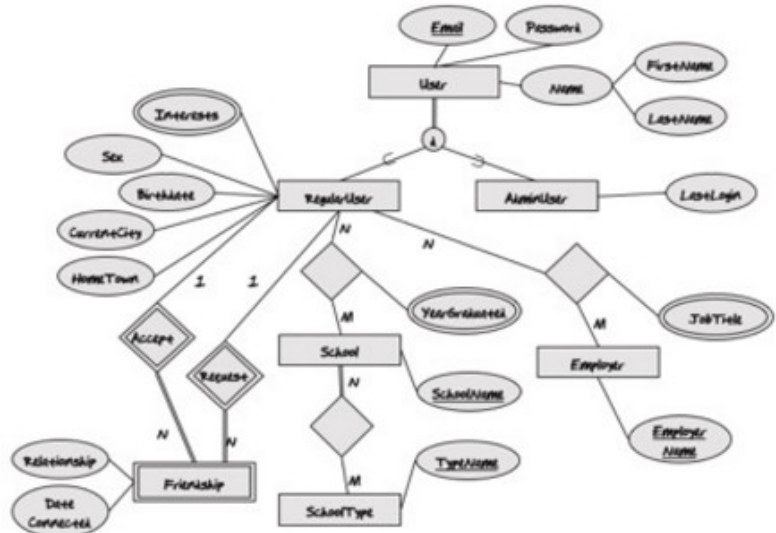 Email
Password
User
Name
FirstName
LastName
d
Interests
Sex
Birthdate
CurrentCity
HomeTown
RegularUser
AdminUser
LastLogin
1
1
N
N
Accept
Request
YearGraduated
JobTitle
M
M
School
Employer
N
SchoolName
Employer
Name
N
N
Relationship
Friendship
Date
Connected
TypeName
M
SchoolType